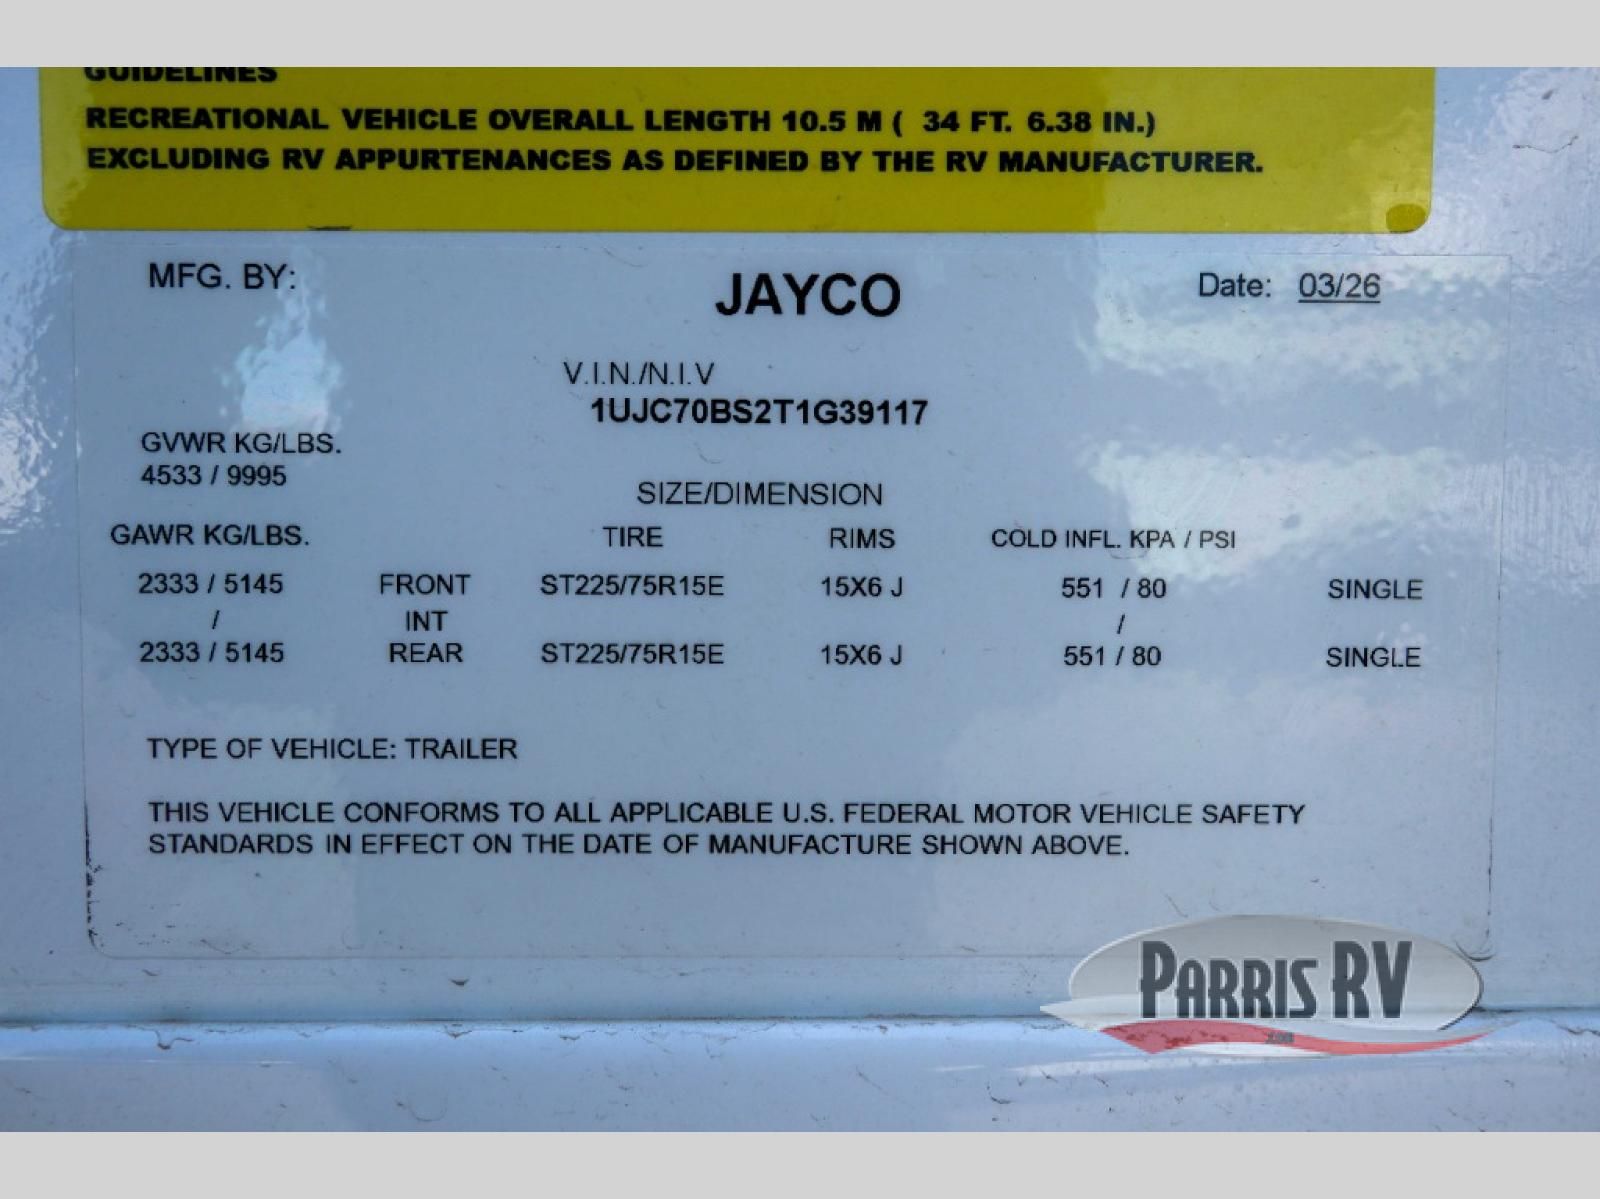 GUIDELINES
RECREATIONAL VEHICLE OVERALL LENGTH 10.5 M ( 34 FT. 6.38 IN.)
EXCLUDING RV APPURTENANCES AS DEFINED BY THE RV MANUFACTURER.
MFG. BY: JAYCO Date: 03/26
V.I.N./N.I.V
1UJC70BS2T1G39117
GVWR KG/LBS.
4533 / 9995
SIZE/DIMENSION
GAWR KG/LBS. TIRE RIMS COLD INFL. KPA / PSI
2333 / 5145 FRONT ST225/75R15E 15X6 J 551 / 80 SINGLE
/ INT /
2333 / 5145 REAR ST225/75R15E 15X6 J 551 / 80 SINGLE
TYPE OF VEHICLE: TRAILER
THIS VEHICLE CONFORMS TO ALL APPLICABLE U.S. FEDERAL MOTOR VEHICLE SAFETY
STANDARDS IN EFFECT ON THE DATE OF MANUFACTURE SHOWN ABOVE.
PARRIS RV